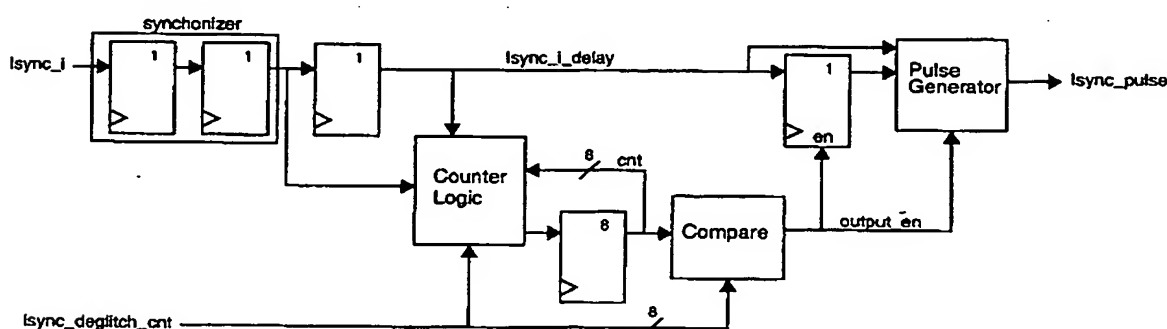 synchonizer
lsync_i
1
1
1
lsync_i_delay
1
en
Pulse
Generator
lsync_pulse
Counter
Logic
8
cnt
8
Compare
output_en
lsync_deglitch_cnt
8